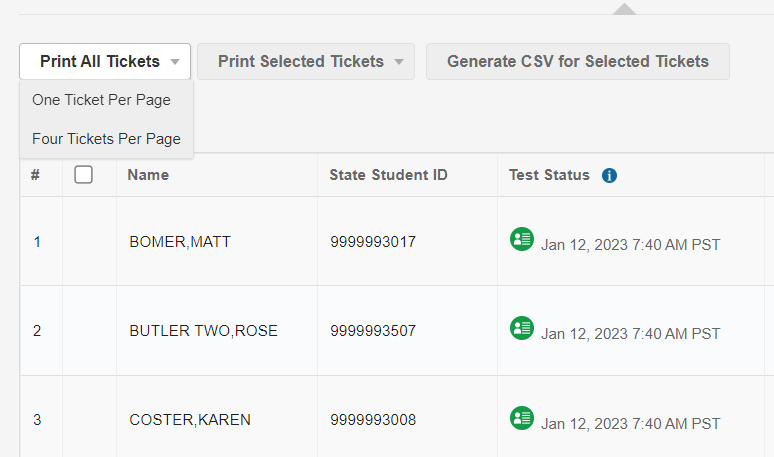 Print All Tickets Print Selected Tickets Generate CSV for Selected Tickets
One Ticket Per Page
Four Tickets Per Page
# Name State Student ID Test Status i
1 BOMER,MATT 9999993017 Jan 12, 2023 7:40 AM PST
2 BUTLER TWO,ROSE 9999993507 Jan 12, 2023 7:40 AM PST
3 COSTER,KAREN 9999993008 Jan 12, 2023 7:40 AM PST